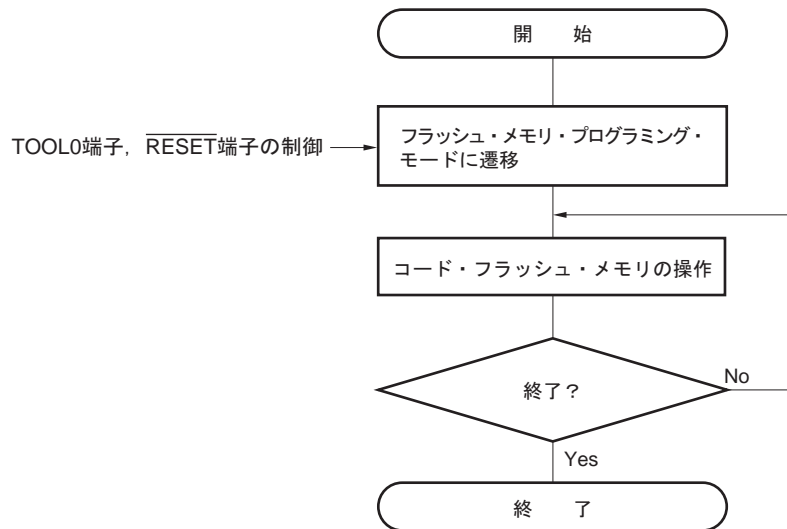 開　始
TOOL0端子，RESET端子の制御
フラッシュ・メモリ・プログラミング・
モードに遷移
コード・フラッシュ・メモリの操作
終了？
No
Yes
終　了